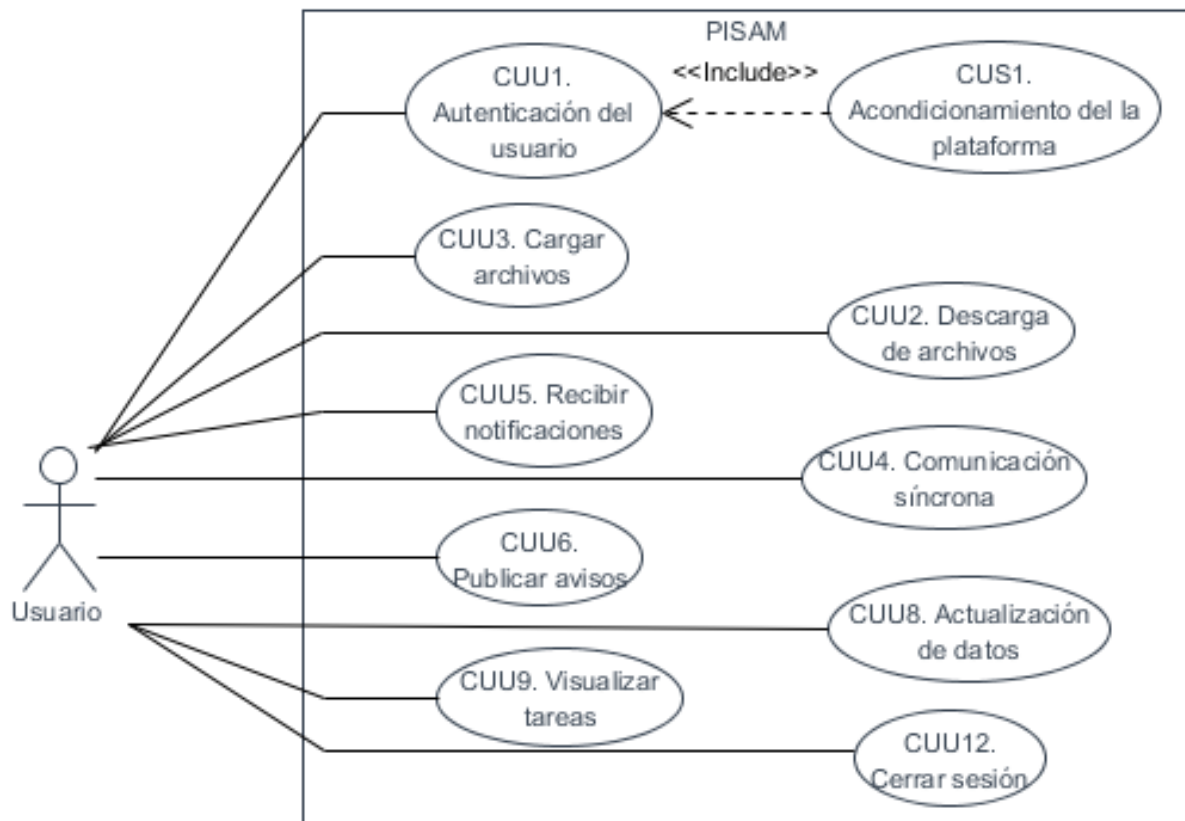 PISAM
CUU1.
Autenticación del
usuario
<<Include>>
CUS1.
Acondicionamiento del la
plataforma
CUU3. Cargar
archivos
CUU2. Descarga
de archivos
CUU5. Recibir
notificaciones
CUU4. Comunicación
síncrona
CUU6.
Publicar avisos
Usuario
CUU8. Actualización
de datos
CUU9. Visualizar
tareas
CUU12.
Cerrar sesión